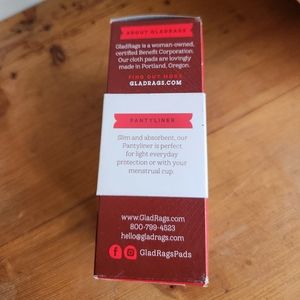 ABOUT GLADRAGS
GladRags is a woman-owned,
certified Benefit Corporation.
Our cloth pads are lovingly
made in Portland, Oregon.
FIND OUT MORE
GLADRAGS.COM
PANTYLINER
Slim and absorbent, our
Pantyliner is perfect
for light everyday
protection or with your
menstrual cup.
www.GladRags.com
800-799-4523
hello@gladrags.com
GladRagsPads